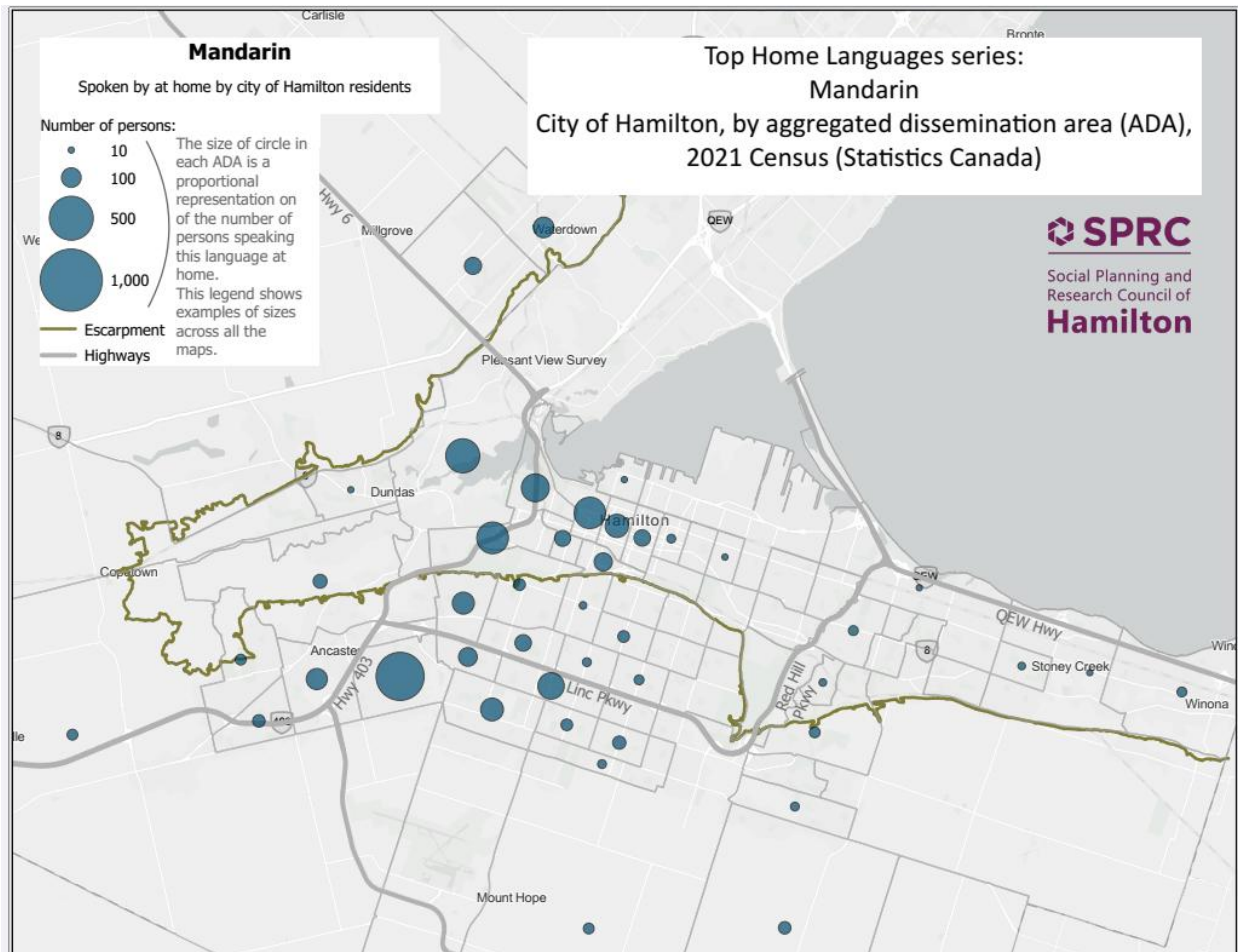 Carlisle
Bronte
Mandarin
Spoken by at home by city of Hamilton residents
Number of persons:
10
100
500
1,000
The size of circle in
each ADA is a
proportional
representation on
of the number of
persons speaking
this language at
home.
This legend shows
examples of sizes
across all the
maps.
Escarpment
Highways
Top Home Languages series:
Mandarin
City of Hamilton, by aggregated dissemination area (ADA),
2021 Census (Statistics Canada)
SPRC
Social Planning and
Research Council of
Hamilton
Hwy 6
QEW
Millgrove
Waterdown
We
Pleasant View Survey
8
Dundas
Hamilton
Copetown
QEW
QEW Hwy
Ancaster
Hwy 403
Linc Pkwy
Red Hill
Pkwy
8
Stoney Creek
Win
Winona
403
lle
Mount Hope